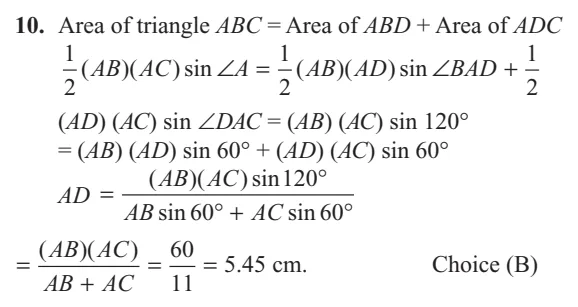 10. Area of triangle ABC = Area of ABD + Area of ADC
1/2 (AB)(AC) sin ∠A = 1/2 (AB)(AD) sin ∠BAD + 1/2
(AD) (AC) sin ∠DAC = (AB) (AC) sin 120°
= (AB) (AD) sin 60° + (AD) (AC) sin 60°
AD = (AB)(AC) sin 120° / AB sin 60° + AC sin 60°
= (AB)(AC) / AB + AC = 60 / 11 = 5.45 cm. Choice (B)